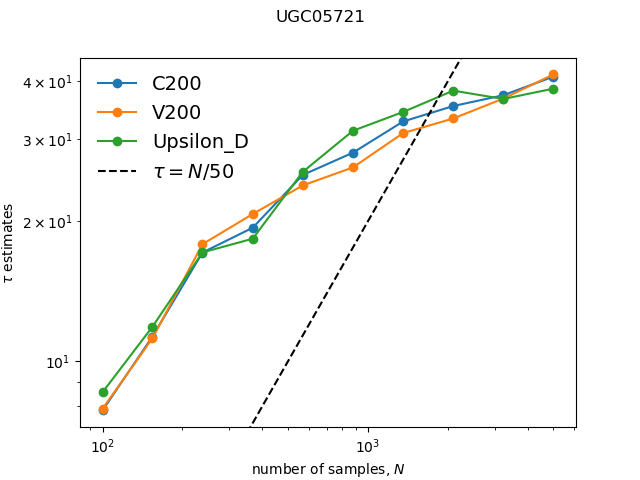 UGC05721
C200
V200
Upsilon_D
τ = N/50
4 × 10¹
3 × 10¹
2 × 10¹
10¹
τ estimates
10² 10³
number of samples, N